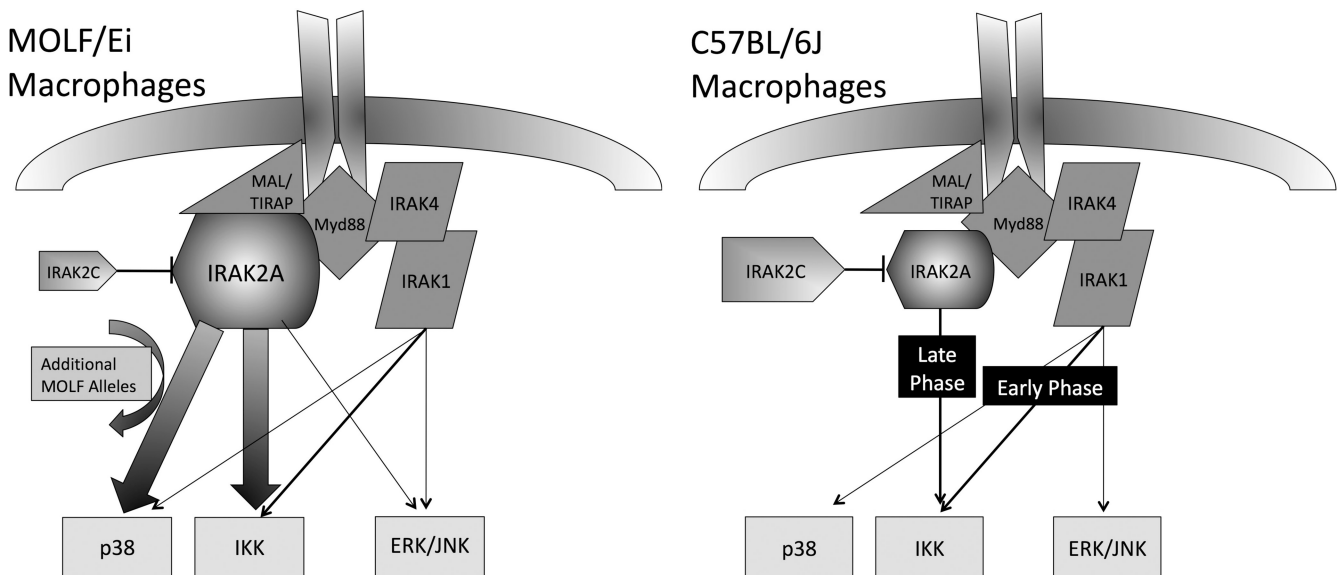 MOLF/Ei
Macrophages
MAL/
TIRAP
Myd88
IRAK4
IRAK2C
IRAK2A
IRAK1
Additional
MOLF Alleles
p38
IKK
ERK/JNK
C57BL/6J
Macrophages
MAL/
TIRAP
Myd88
IRAK4
IRAK2C
IRAK2A
IRAK1
Late
Phase
Early Phase
p38
IKK
ERK/JNK